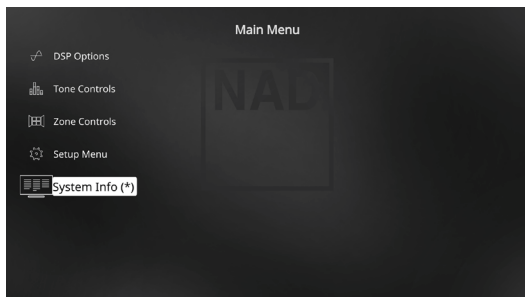 Main Menu
DSP Options
Tone Controls
Zone Controls
Setup Menu
System Info (*)
NAD